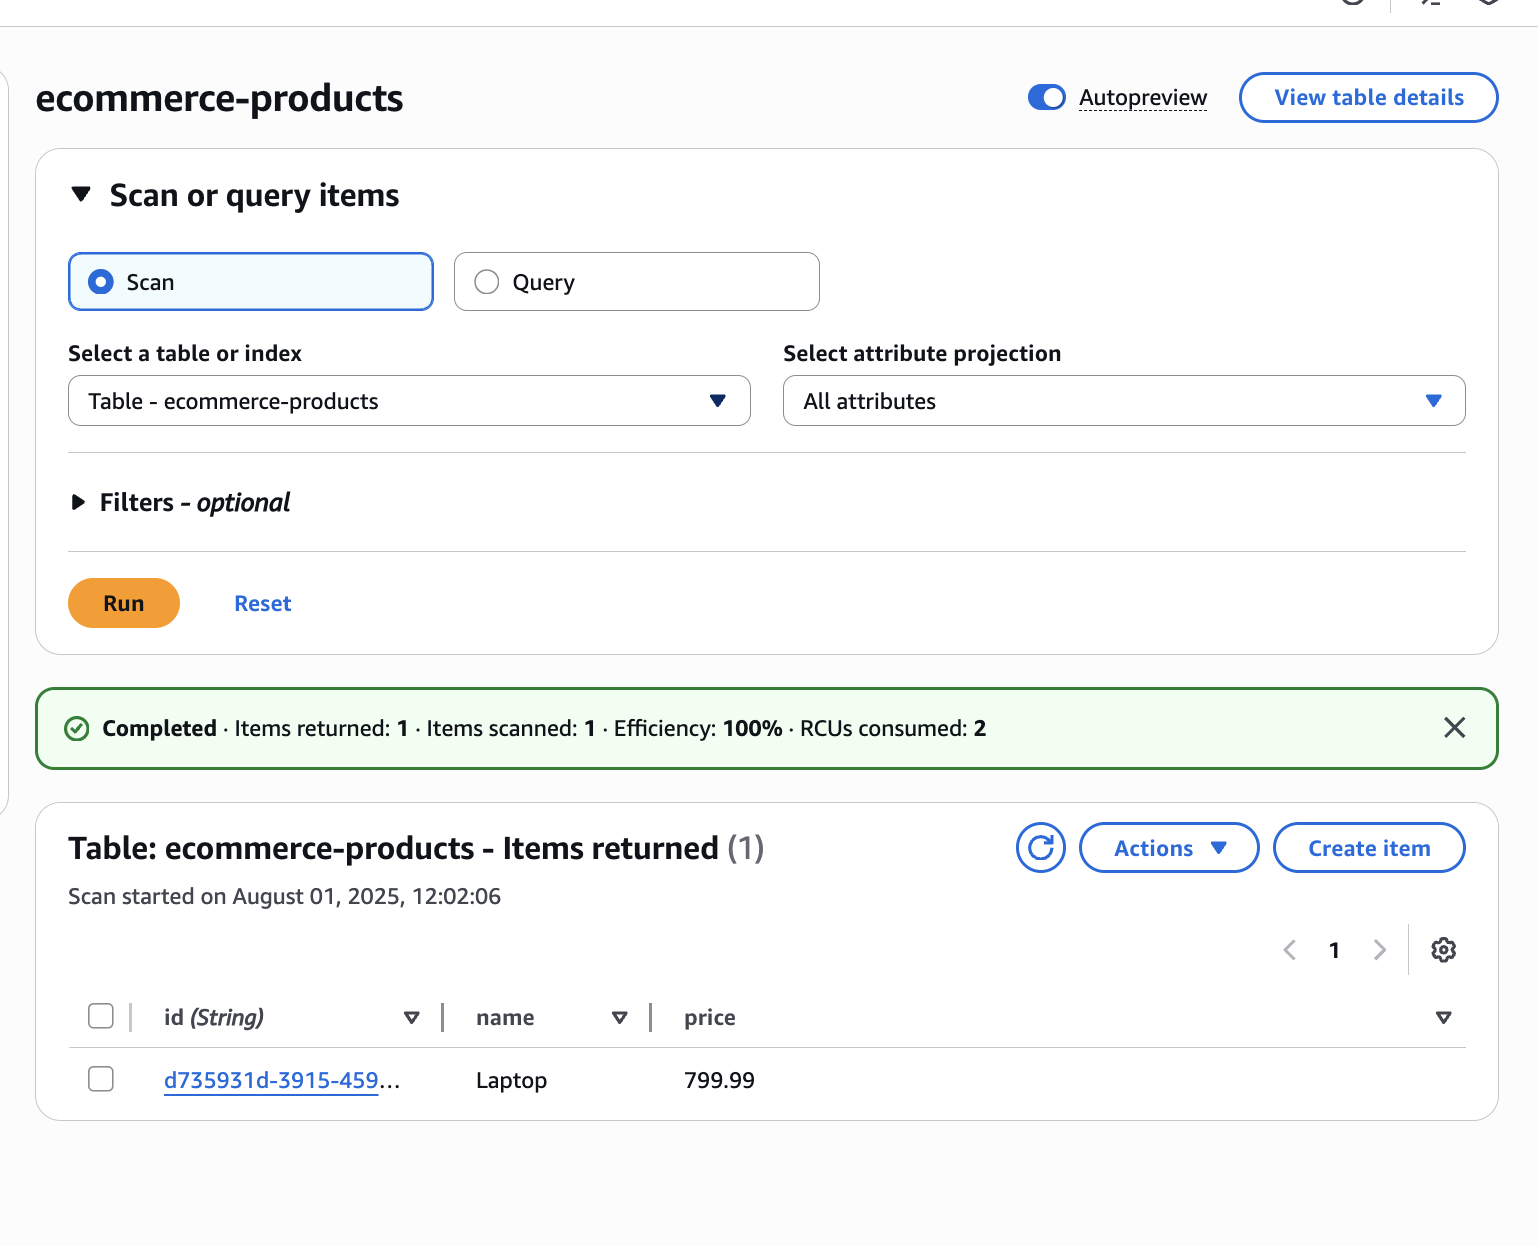 ecommerce-products
Autopreview
View table details
Scan or query items
Scan
Query
Select a table or index
Select attribute projection
Table - ecommerce-products
All attributes
Filters - optional
Run
Reset
Completed · Items returned: 1 · Items scanned: 1 · Efficiency: 100% · RCUs consumed: 2
Table: ecommerce-products - Items returned (1)
Actions
Create item
Scan started on August 01, 2025, 12:02:06
1
id (String)
name
price
d735931d-3915-459...
Laptop
799.99